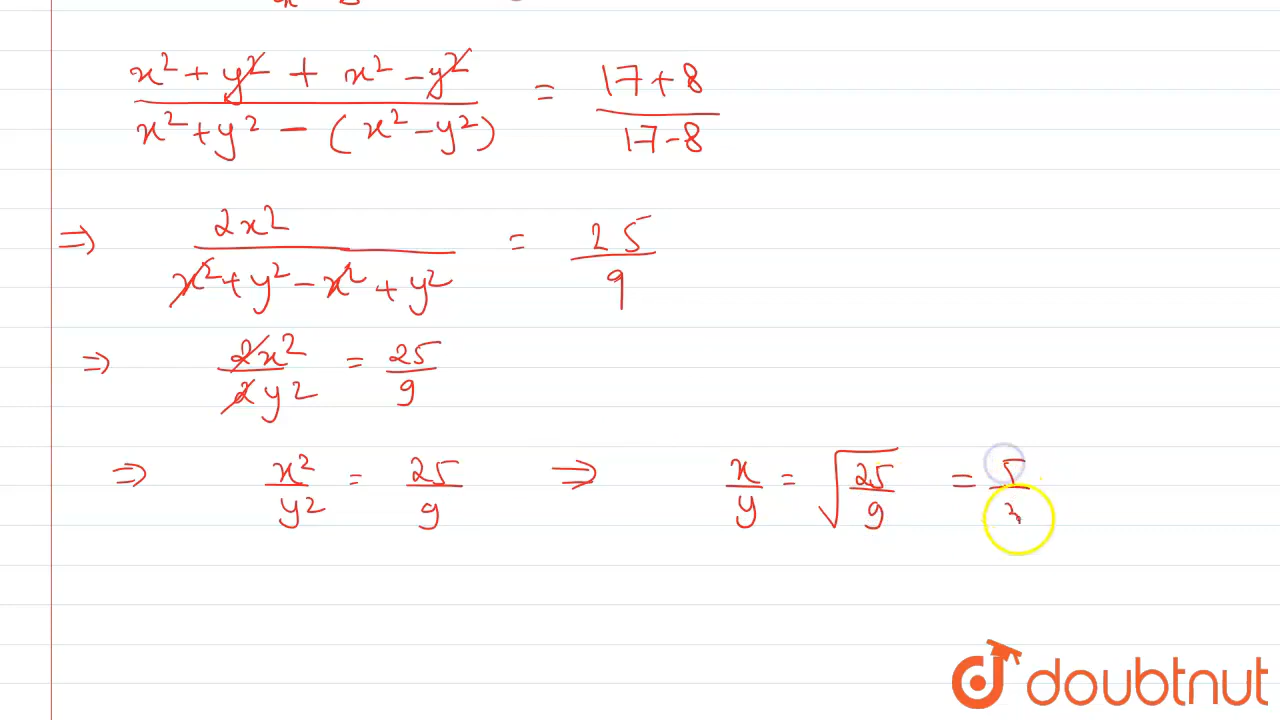 x² + y² + x² - y² / x² + y² - (x² - y²) = 17 + 8 / 17 - 8
⇒ 2x² / x² + y² - x² + y² = 25 / 9
⇒ 2x² / 2y² = 25 / 9
⇒ x² / y² = 25 / 9 ⇒ x / y = √(25 / 9) = 5 / 3
doubtnut